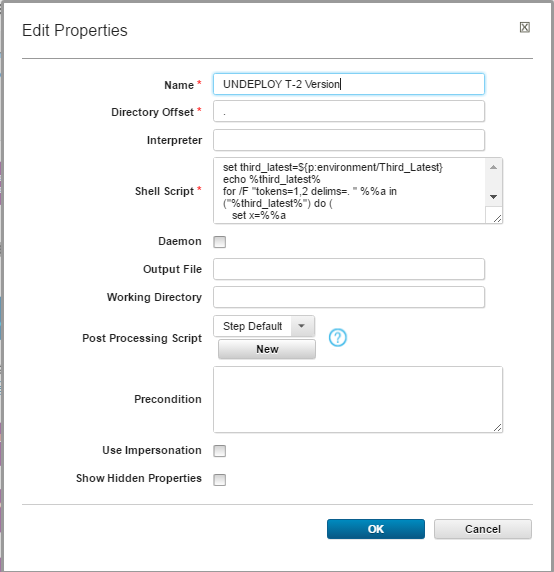 Edit Properties
Name *
UNDEPLOY T-2 Version
Directory Offset *
.
Interpreter
Shell Script *
set third_latest=${p:environment/Third_Latest}
echo %third_latest%
for /F "tokens=1,2 delims=. " %%a in
("%third_latest%") do (
set x=%%a
Daemon
Output File
Working Directory
Post Processing Script
Step Default
?
New
Precondition
Use Impersonation
Show Hidden Properties
OK
Cancel